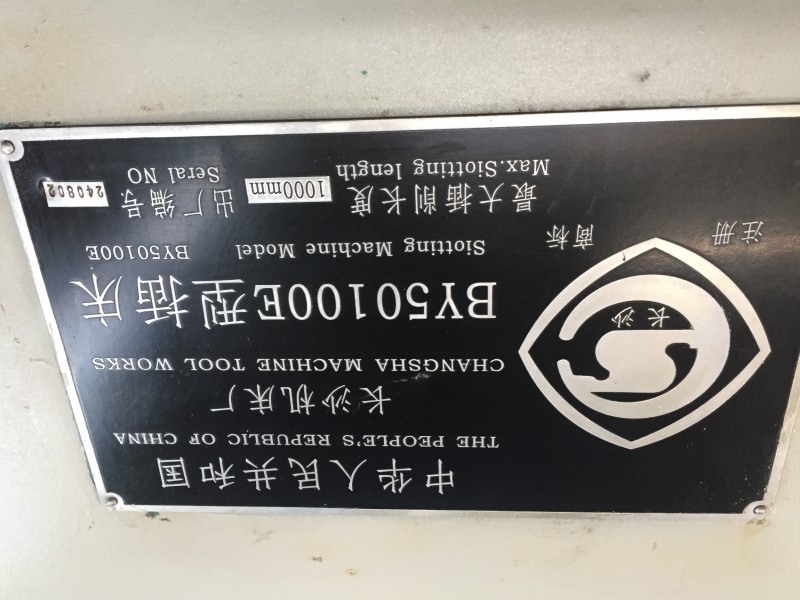 中华人民共和国
THE PEOPLE'S REPUBLIC OF CHINA
长沙机床厂
CHANGSHA MACHINE TOOL WORKS
长沙
BY50100E型插床
Siotting Machine Model BY50100E
注册 商标
最大插削长度 1000mm 出厂编号
Max.Siotting length Seral NO 240802